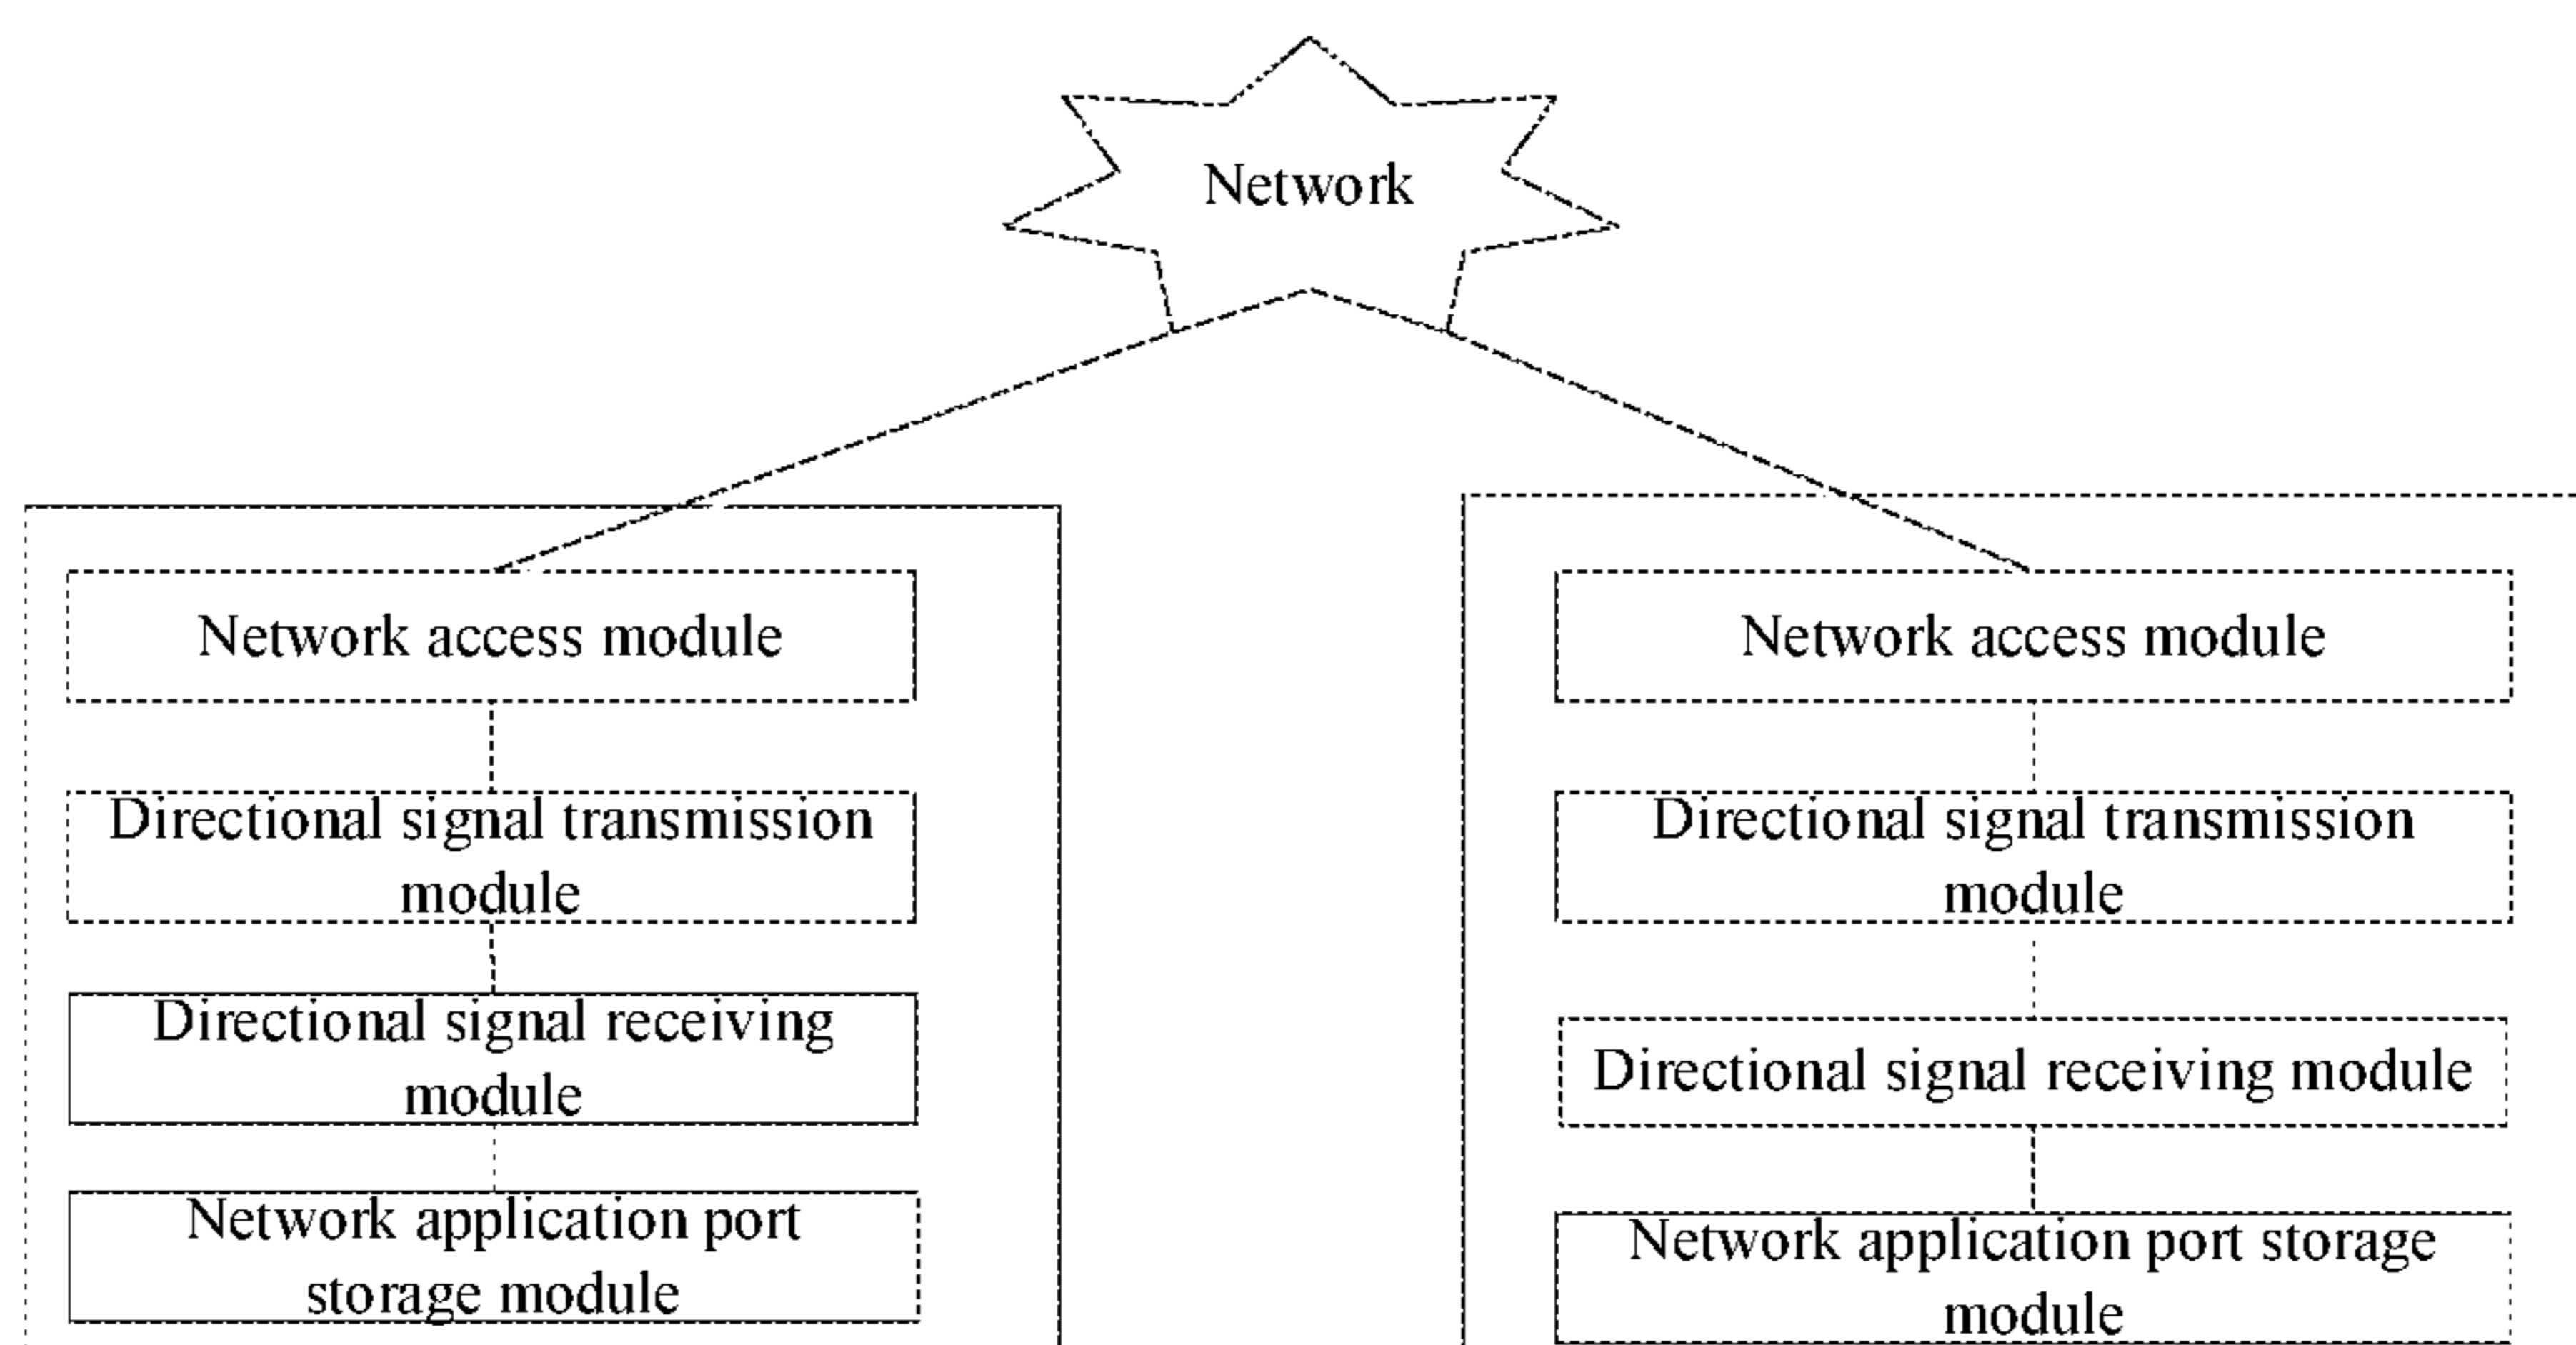 Network
Network access module
Directional signal transmission
module
Directional signal receiving
module
Network application port
storage module
Network access module
Directional signal transmission
module
Directional signal receiving module
Network application port storage
module